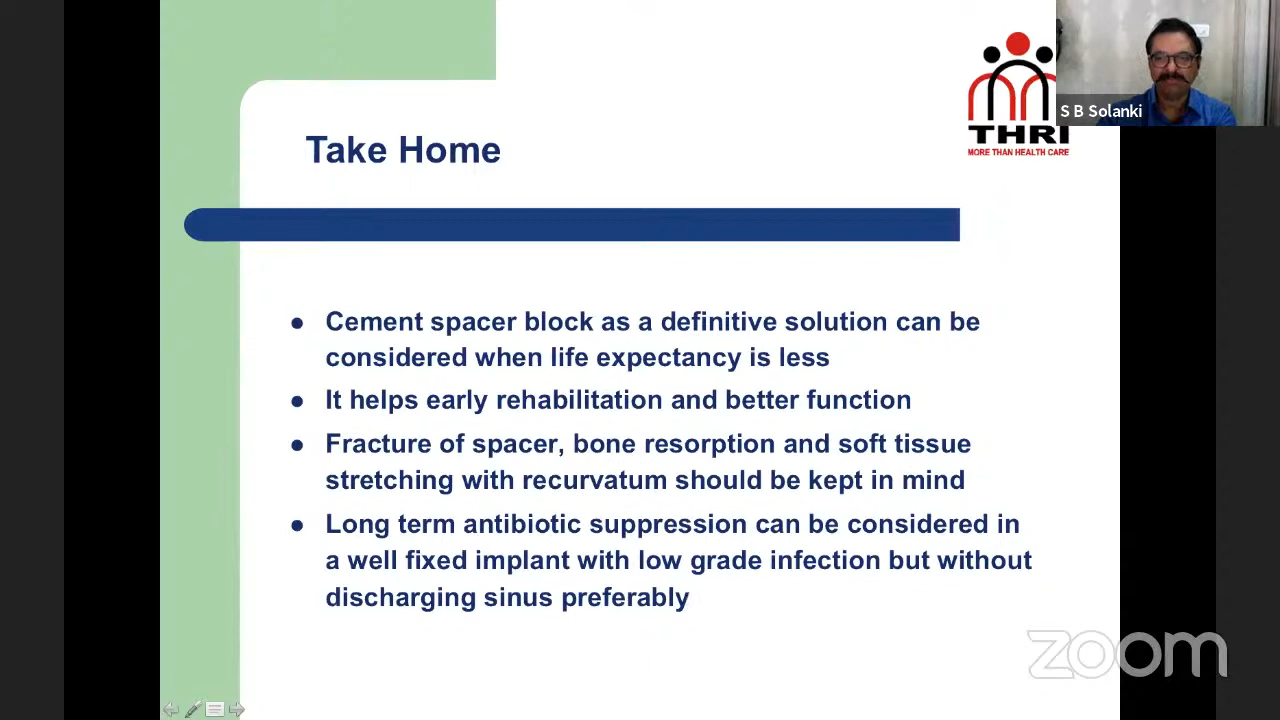 THRI
MORE THAN HEALTH CARE
S B Solanki
Take Home
● Cement spacer block as a definitive solution can be
considered when life expectancy is less
● It helps early rehabilitation and better function
● Fracture of spacer, bone resorption and soft tissue
stretching with recurvatum should be kept in mind
● Long term antibiotic suppression can be considered in
a well fixed implant with low grade infection but without
discharging sinus preferably
zoom